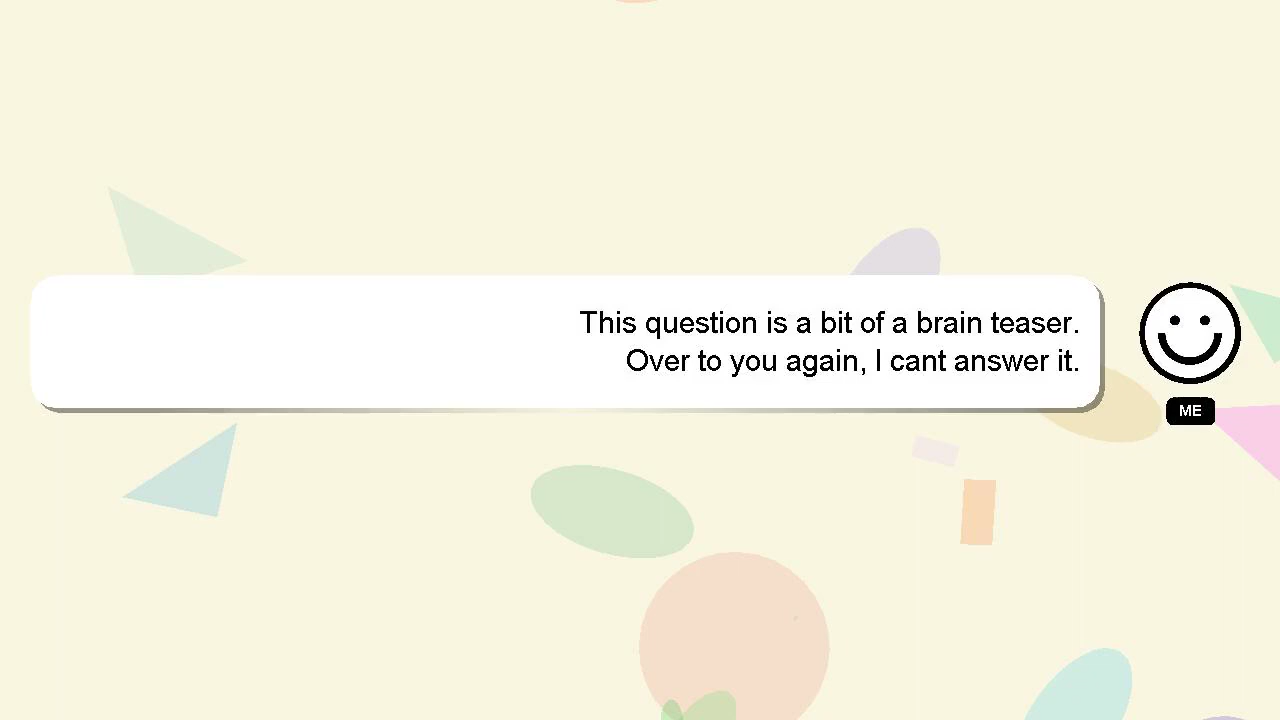 This question is a bit of a brain teaser.
Over to you again, I cant answer it.
ME